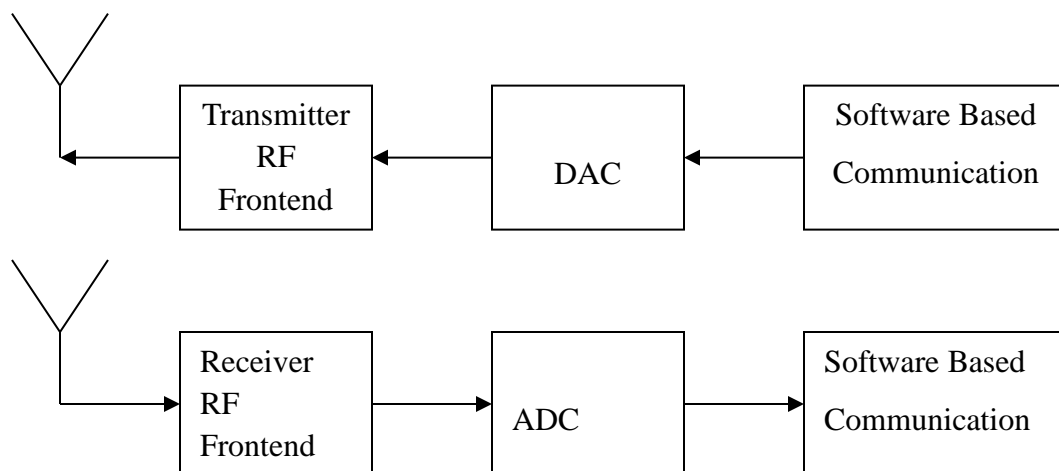 Transmitter
RF
Frontend
DAC
Software Based
Communication
Receiver
RF
Frontend
ADC
Software Based
Communication